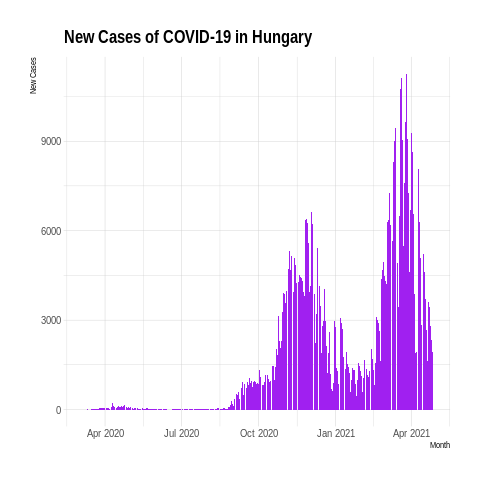 New Cases of COVID-19 in Hungary
New Cases
9000
6000
3000
0
Apr 2020 Jul 2020 Oct 2020 Jan 2021 Apr 2021
Month